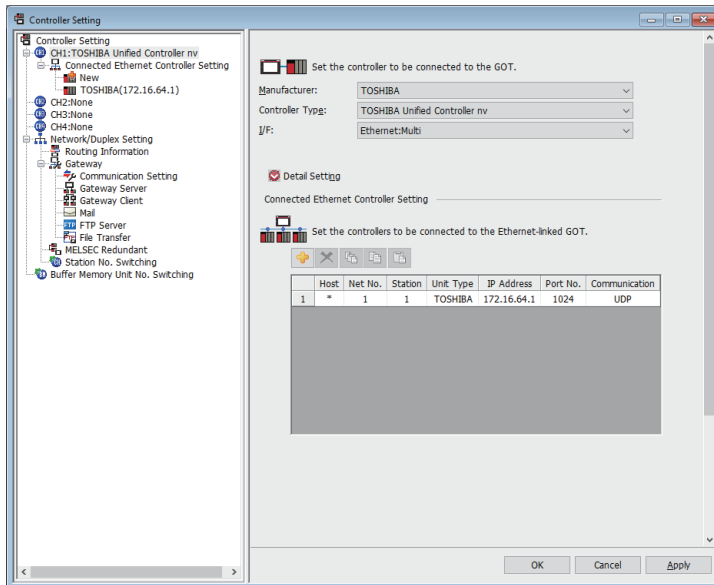 Controller Setting
Controller Setting
CH1:TOSHIBA Unified Controller nv
Connected Ethernet Controller Setting
New
TOSHIBA(172.16.64.1)
CH2:None
CH3:None
CH4:None
Network/Duplex Setting
Routing Information
Gateway
Communication Setting
Gateway Server
Gateway Client
Mail
FTP Server
File Transfer
MELSEC Redundant
Station No. Switching
Buffer Memory Unit No. Switching
Set the controller to be connected to the GOT.
Manufacturer: TOSHIBA
Controller Type: TOSHIBA Unified Controller nv
I/F: Ethernet:Multi
Detail Setting
Connected Ethernet Controller Setting
Set the controllers to be connected to the Ethernet-linked GOT.
Host Net No. Station Unit Type IP Address Port No. Communication
1 * 1 1 TOSHIBA 172.16.64.1 1024 UDP
OK Cancel Apply